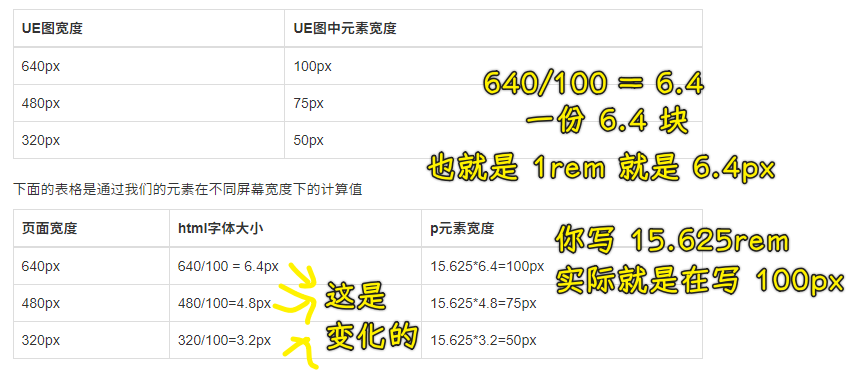 UE图宽度 UE图中元素宽度
640px 100px
480px 75px
320px 50px
640/100 = 6.4
一份 6.4 块
也就是 1rem 就是 6.4px
下面的表格是通过我们的元素在不同屏幕宽度下的计算值
页面宽度 html字体大小 p元素宽度
640px 640/100 = 6.4px 15.625*6.4=100px
480px 480/100=4.8px 15.625*4.8=75px
320px 320/100=3.2px 15.625*3.2=50px
这是
变化的
你写 15.625rem
实际就是在写 100px